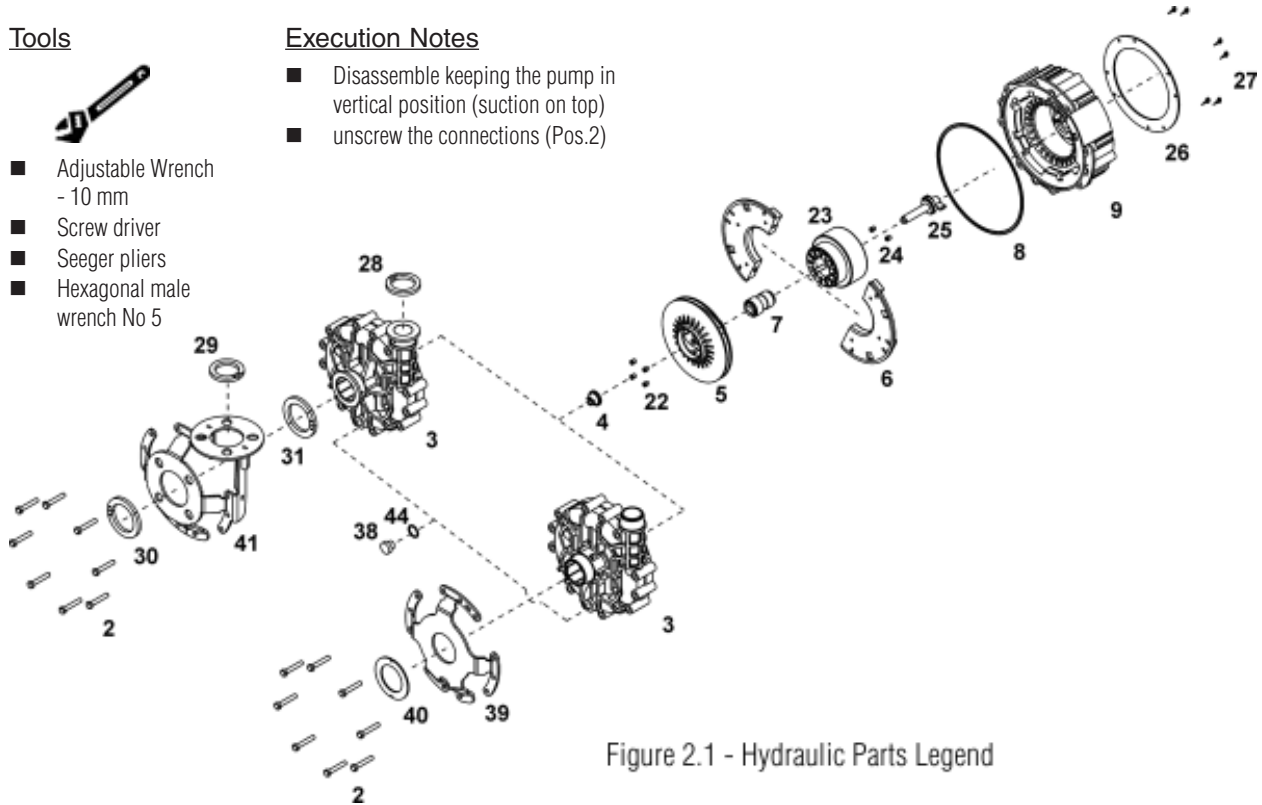 Tools
■ Adjustable Wrench
- 10 mm
■ Screw driver
■ Seeger pliers
■ Hexagonal male
wrench No 5
Execution Notes
■ Disassemble keeping the pump in
vertical position (suction on top)
■ unscrew the connections (Pos.2)
27
26
9
8
25
24
23
6
7
5
22
4
28
3
29
31
41
30
2
44
38
3
39
40
2
Figure 2.1 - Hydraulic Parts Legend